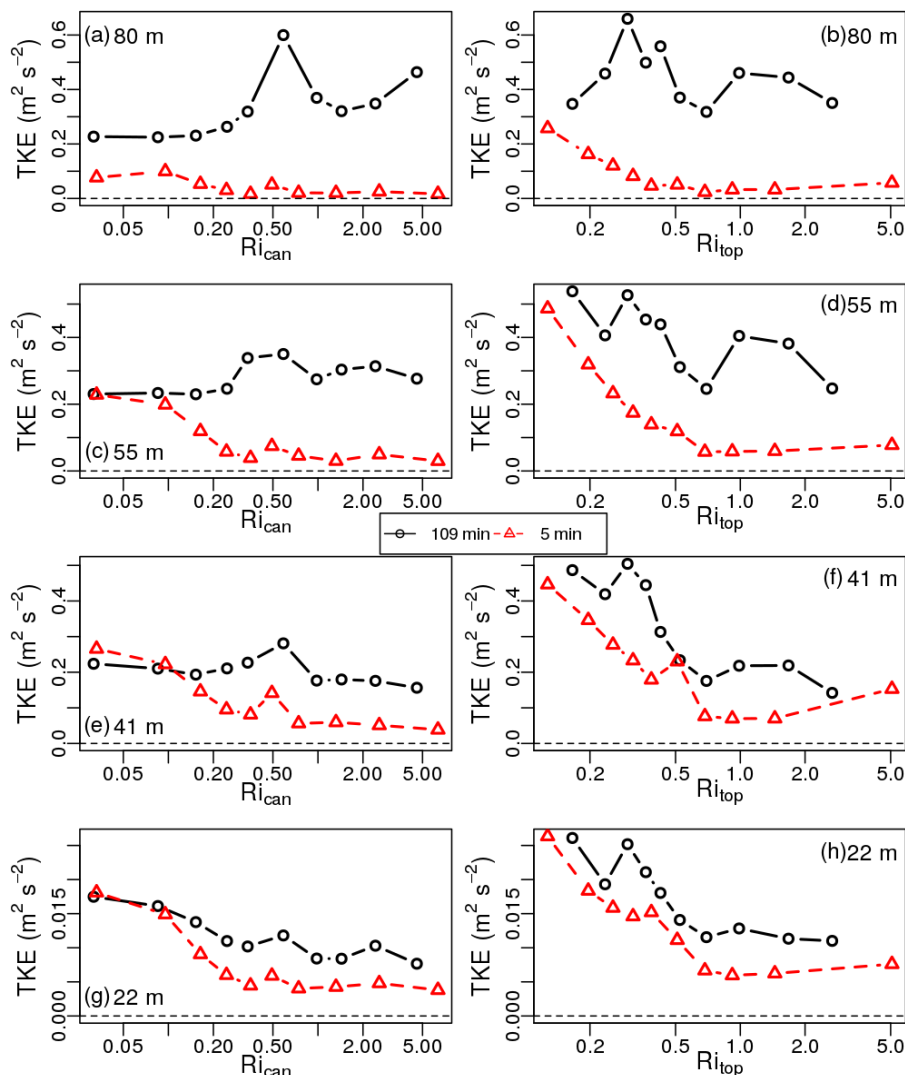 (a) 80 m
(b) 80 m
TKE (m² s⁻²)
0.0 0.2 0.4 0.6
0.05 0.20 0.50 2.00 5.00
Ri_can
TKE (m² s⁻²)
0.0 0.2 0.4 0.6
0.2 0.5 1.0 2.0 5.0
Ri_top
(c) 55 m
(d) 55 m
TKE (m² s⁻²)
0.0 0.2 0.4
0.05 0.20 0.50 2.00 5.00
Ri_can
TKE (m² s⁻²)
0.0 0.2 0.4
0.2 0.5 1.0 2.0 5.0
Ri_top
109 min 5 min
(e) 41 m
(f) 41 m
TKE (m² s⁻²)
0.0 0.2 0.4
0.05 0.20 0.50 2.00 5.00
Ri_can
TKE (m² s⁻²)
0.0 0.2 0.4
0.2 0.5 1.0 2.0 5.0
Ri_top
(g) 22 m
(h) 22 m
TKE (m² s⁻²)
0.000 0.015
0.05 0.20 0.50 2.00 5.00
Ri_can
TKE (m² s⁻²)
0.000 0.015
0.2 0.5 1.0 2.0 5.0
Ri_top